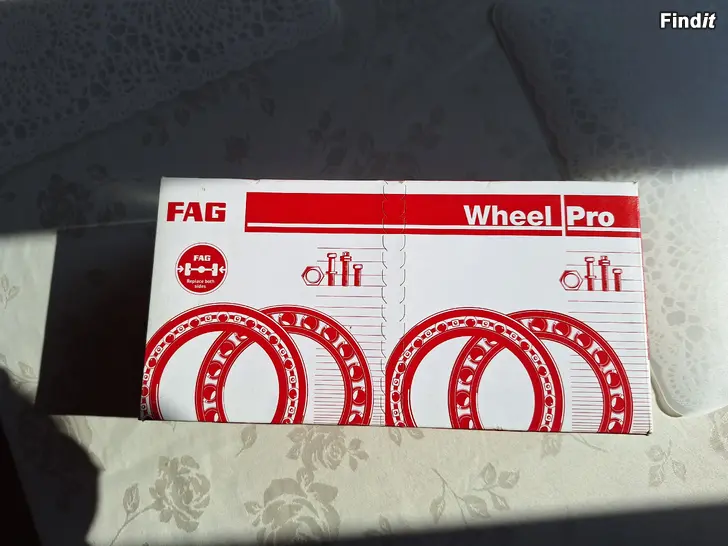 Findit
FAG
Wheel Pro
FAG
Replace both
sides